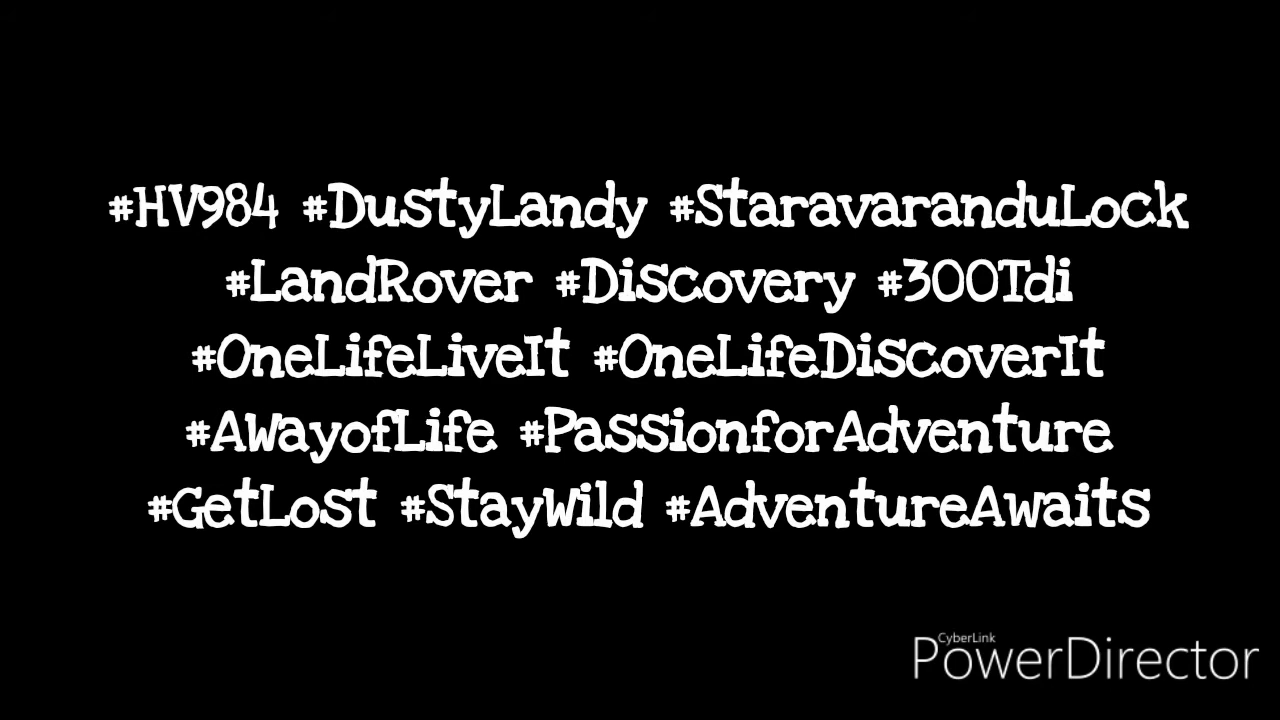 #HV984 #DustyLandy #StaravaranduLock
#LandRover #Discovery #300Tdi
#OneLifeLiveIt #OneLifeDiscoverIt
#AWayofLife #PassionforAdventure
#GetLost #StayWild #AdventureAwaits
CyberLink
PowerDirector